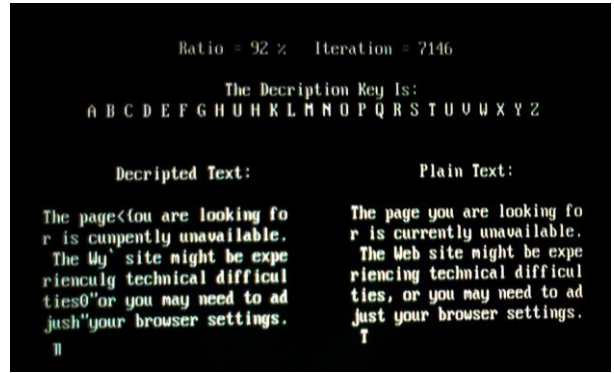 Ratio = 92 % Iteration = 7146
The Decription Key Is:
A B C D E F G H U H K L M N O P Q R S T U V W X Y Z
Decripted Text:
The page<{ou are looking fo
r is cunpently unavailable.
The Wy` site might be expe
rienculg technical difficul
ties0"or you may need to ad
jush"your browser settings.
Plain Text:
The page you are looking fo
r is currently unavailable.
The Web site might be expe
riencing technical difficul
ties, or you may need to ad
just your browser settings.
T